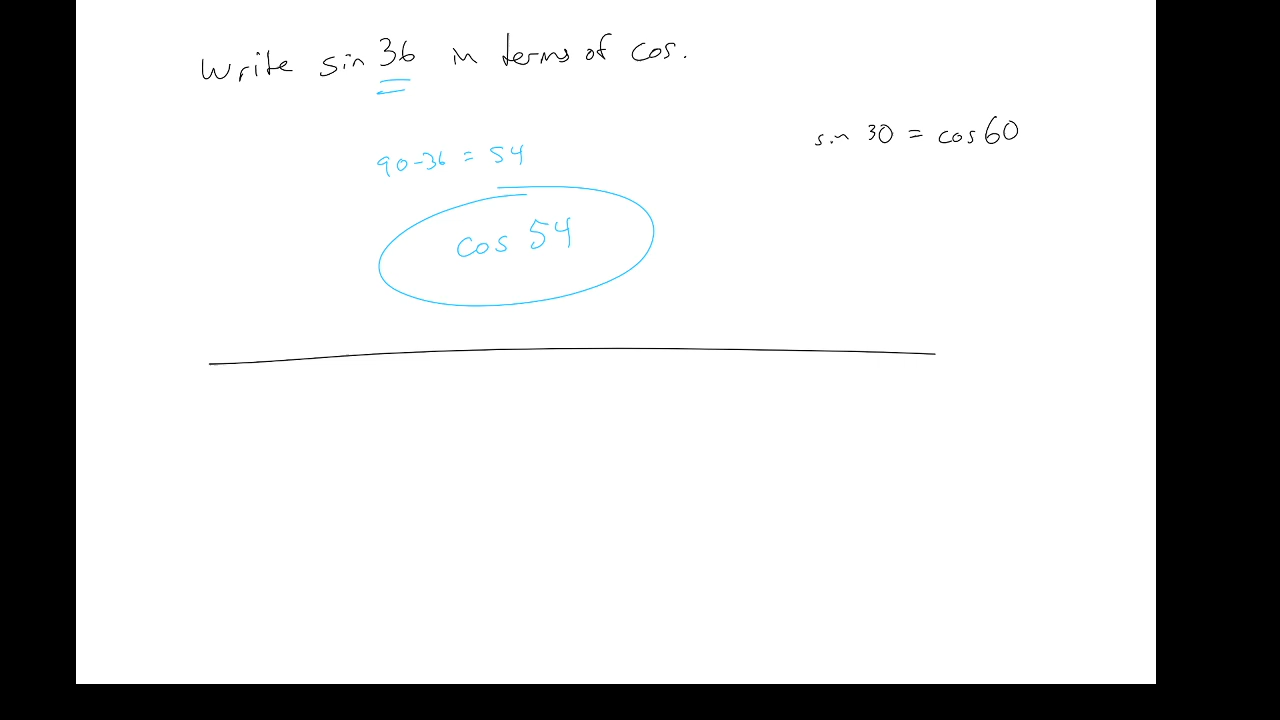 Write sin 36 in terms of cos.
sin 30 = cos 60
90-36 = 54
cos 54